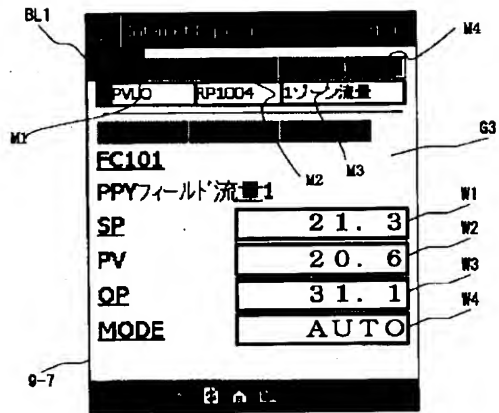 BL1
M4
PVLO RP1004 1ゾーン流量
M1 M2 M3
G3
FC101
PPYフィールド流量1
SP 21.3 W1
PV 20.6 W2
OP 31.1 W3
MODE AUTO W4
9-7